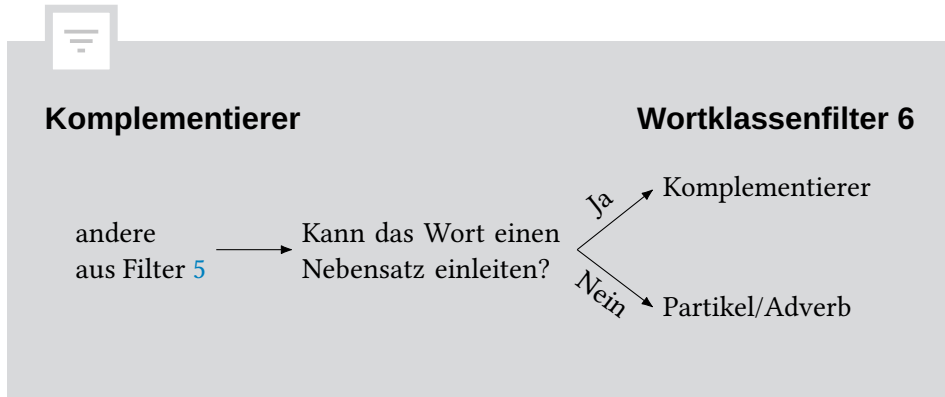 Komplementierer
Wortklassenfilter 6
andere
aus Filter 5
Kann das Wort einen
Nebensatz einleiten?
Ja
Komplementierer
Nein
Partikel/Adverb